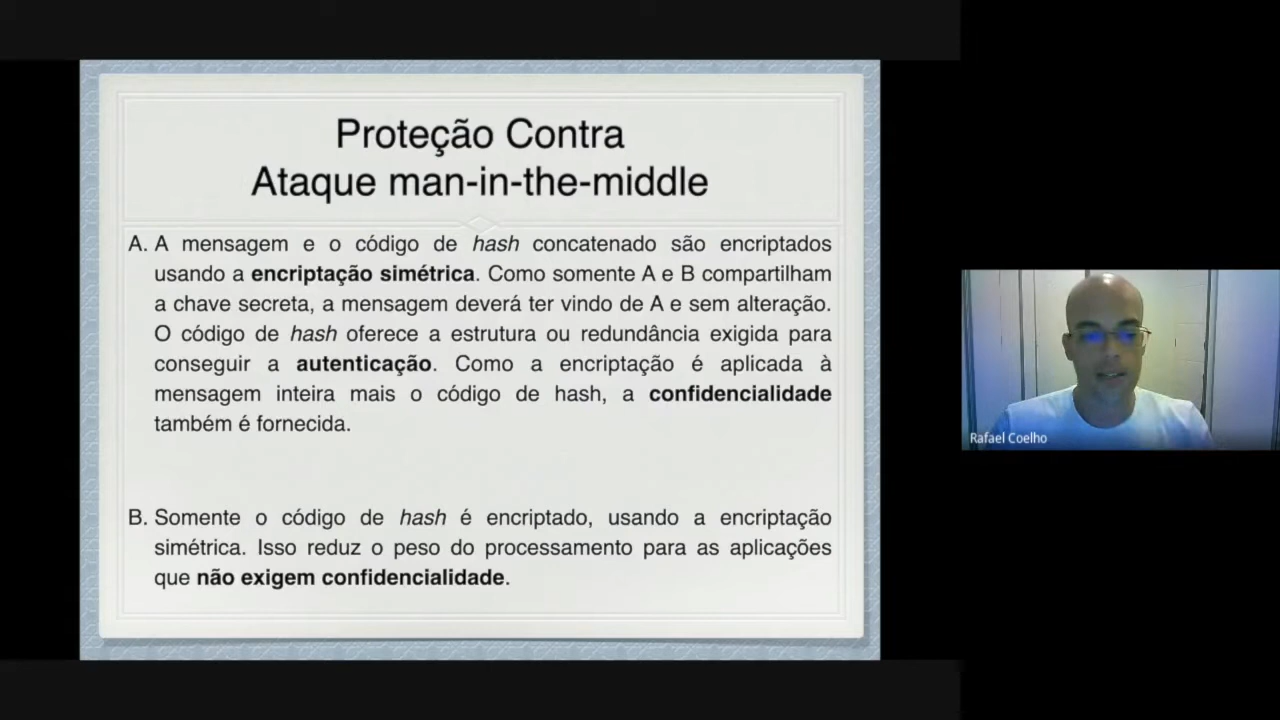 Proteção Contra
Ataque man-in-the-middle
A. A mensagem e o código de hash concatenado são encriptados
usando a encriptação simétrica. Como somente A e B compartilham
a chave secreta, a mensagem deverá ter vindo de A e sem alteração.
O código de hash oferece a estrutura ou redundância exigida para
conseguir a autenticação. Como a encriptação é aplicada à
mensagem inteira mais o código de hash, a confidencialidade
também é fornecida.
B. Somente o código de hash é encriptado, usando a encriptação
simétrica. Isso reduz o peso do processamento para as aplicações
que não exigem confidencialidade.
Rafael Coelho